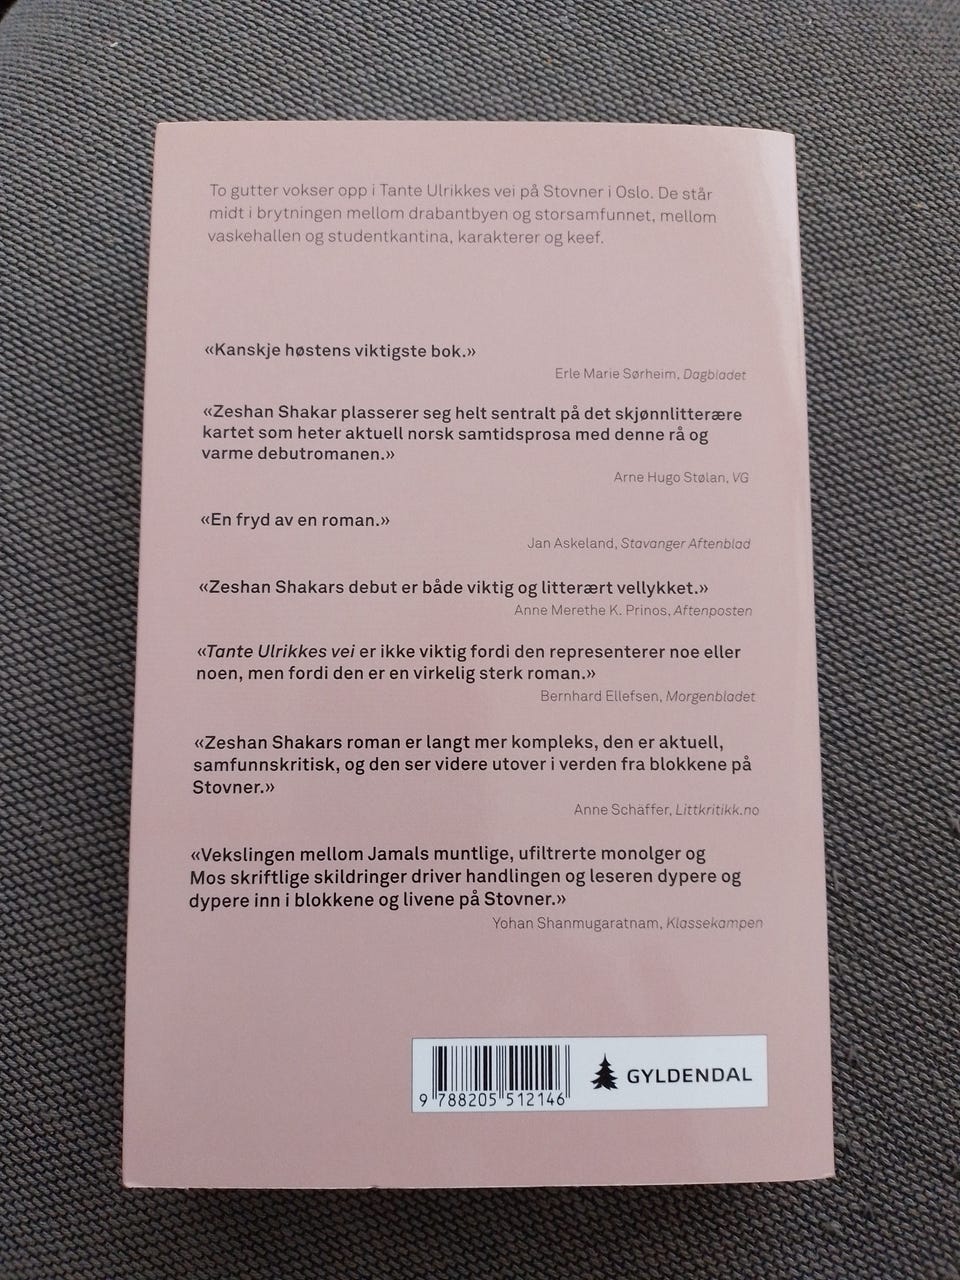 To gutter vokser opp i Tante Ulrikkes vei på Stovner i Oslo. De står
midt i brytningen mellom drabantbyen og storsamfunnet, mellom
vaskehallen og studentkantina, karakterer og keef.
«Kanskje høstens viktigste bok.»
Erle Marie Sørheim, Dagbladet
«Zeshan Shakar plasserer seg helt sentralt på det skjønnlitterære
kartet som heter aktuell norsk samtidsprosa med denne rå og
varme debutromanen.»
Arne Hugo Stølan, VG
«En fryd av en roman.»
Jan Askeland, Stavanger Aftenblad
«Zeshan Shakars debut er både viktig og litterært vellykket.»
Anne Merethe K. Prinos, Aftenposten
«Tante Ulrikkes vei er ikke viktig fordi den representerer noe eller
noen, men fordi den er en virkelig sterk roman.»
Bernhard Ellefsen, Morgenbladet
«Zeshan Shakars roman er langt mer kompleks, den er aktuell,
samfunnskritisk, og den ser videre utover i verden fra blokkene på
Stovner.»
Anne Schäffer, Littkritikk.no
«Vekslingen mellom Jamals muntlige, ufiltrerte monolger og
Mos skriftlige skildringer driver handlingen og leseren dypere og
dypere inn i blokkene og livene på Stovner.»
Yohan Shanmugaratnam, Klassekampen
9 788205 512146
GYLDENDAL